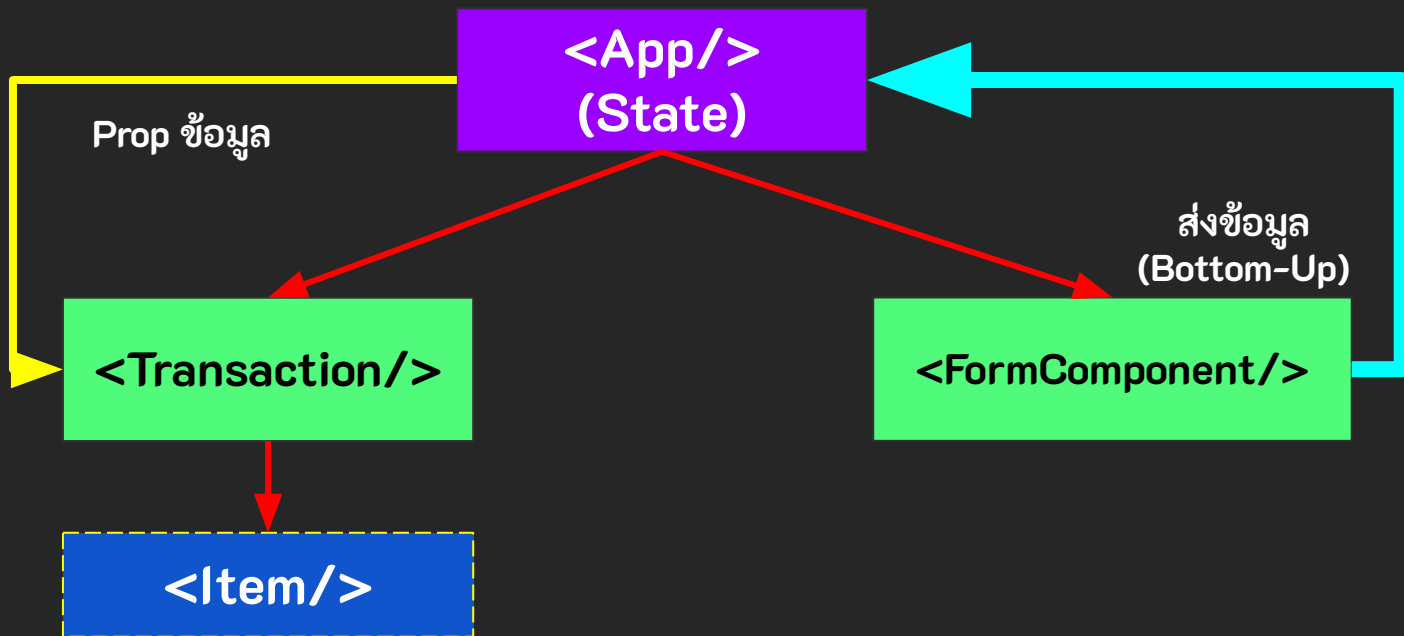 <App/>
(State)
Prop ข้อมูล
ส่งข้อมูล
(Bottom-Up)
<Transaction/>
<FormComponent/>
<Item/>